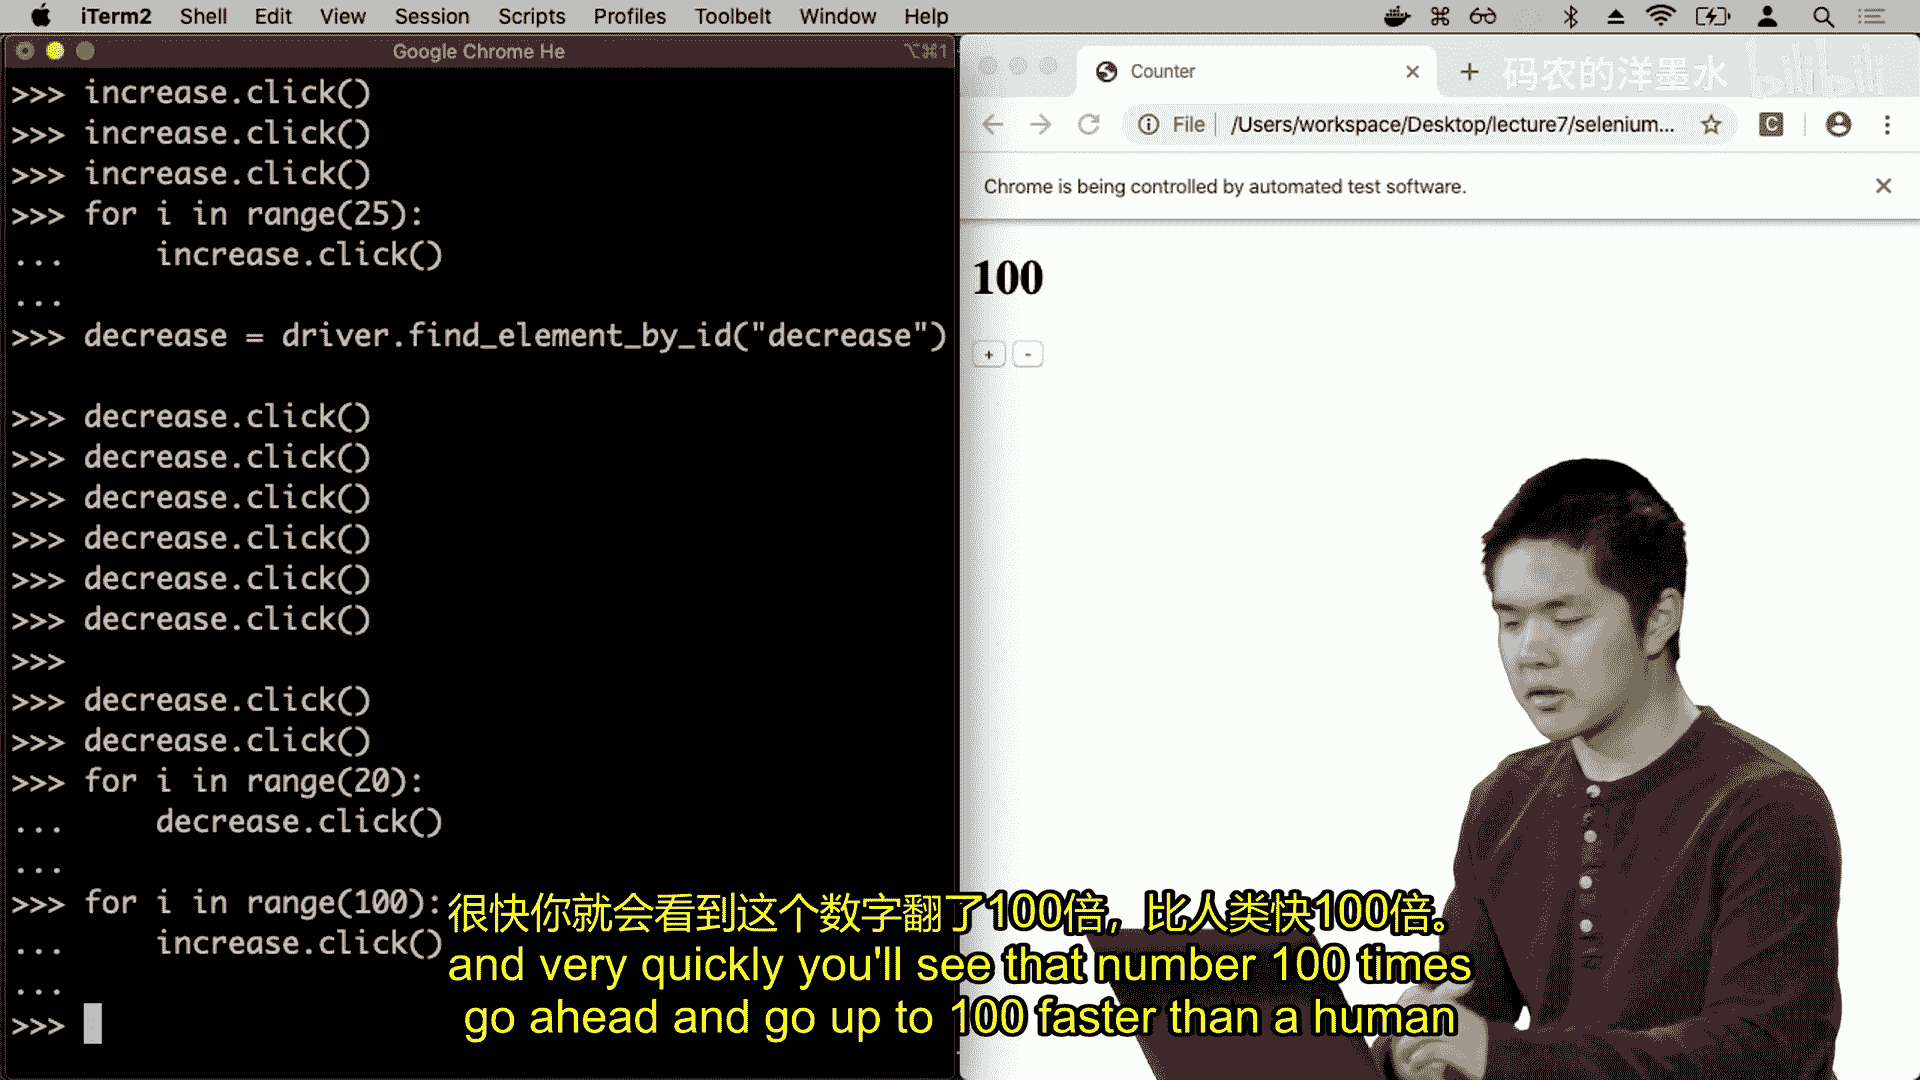 iTerm2 Shell Edit View Session Scripts Profiles Toolbelt Window Help
Google Chrome He ⌥⌘1
>>> increase.click()
>>> increase.click()
>>> increase.click()
>>> for i in range(25):
...     increase.click()
...
>>> decrease = driver.find_element_by_id("decrease")
>>> decrease.click()
>>> decrease.click()
>>> decrease.click()
>>> decrease.click()
>>> decrease.click()
>>> decrease.click()
>>>
>>> decrease.click()
>>> decrease.click()
>>> for i in range(20):
...     decrease.click()
...
>>> for i in range(100):
...     increase.click()
...
>>>
Counter
码农的洋墨水 bilibili
File /Users/workspace/Desktop/lecture7/selenium...
Chrome is being controlled by automated test software.
100
+ -
很快你就会看到这个数字翻了100倍，比人类快100倍。
and very quickly you'll see that number 100 times
go ahead and go up to 100 faster than a human